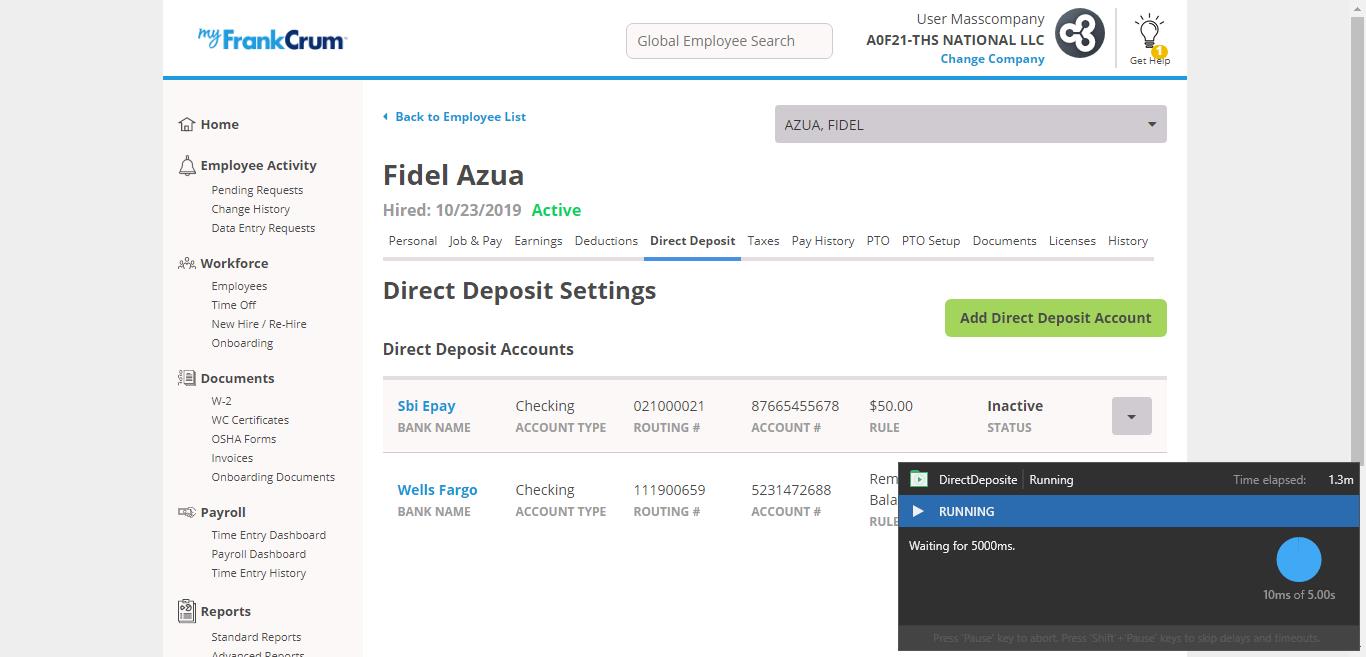 my FrankCrum
Global Employee Search
User Masscompany
A0F21-THS NATIONAL LLC
Change Company
1
Get Help
Home
Employee Activity
Pending Requests
Change History
Data Entry Requests
Workforce
Employees
Time Off
New Hire / Re-Hire
Onboarding
Documents
W-2
WC Certificates
OSHA Forms
Invoices
Onboarding Documents
Payroll
Time Entry Dashboard
Payroll Dashboard
Time Entry History
Reports
Standard Reports
Advanced Reports
Back to Employee List
AZUA, FIDEL
Fidel Azua
Hired: 10/23/2019 Active
Personal Job & Pay Earnings Deductions Direct Deposit Taxes Pay History PTO PTO Setup Documents Licenses History
Direct Deposit Settings
Add Direct Deposit Account
Direct Deposit Accounts
Sbi Epay Checking 021000021 87665455678 $50.00 Inactive
BANK NAME ACCOUNT TYPE ROUTING # ACCOUNT # RULE STATUS
Wells Fargo Checking 111900659 5231472688 Rem
Bala
BANK NAME ACCOUNT TYPE ROUTING # ACCOUNT # RULE
DirectDeposite Running Time elapsed: 1.3m
RUNNING
Waiting for 5000ms.
10ms of 5.00s
Press 'Pause' key to abort. Press 'Shift'+'Pause' keys to skip delays and timeouts.